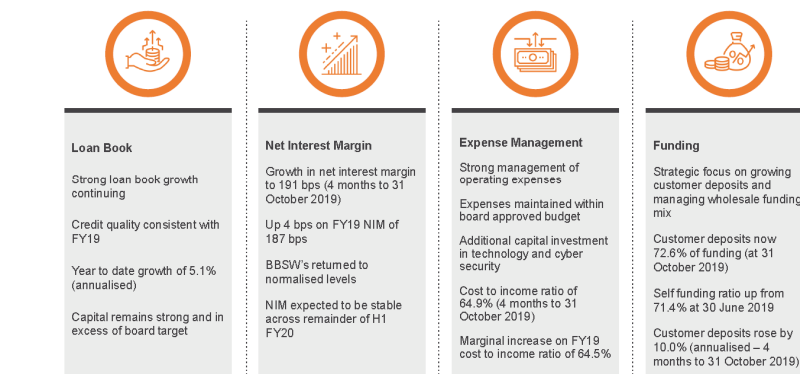 Loan Book
Strong loan book growth
continuing
Credit quality consistent with
FY19
Year to date growth of 5.1%
(annualised)
Capital remains strong and in
excess of board target
Net Interest Margin
Growth in net interest margin
to 191 bps (4 months to 31
October 2019)
Up 4 bps on FY19 NIM of
187 bps
BBSW's returned to
normalised levels
NIM expected to be stable
across remainder of H1
FY20
Expense Management
Strong management of
operating expenses
Expenses maintained within
board approved budget
Additional capital investment
in technology and cyber
security
Cost to income ratio of
64.9% (4 months to 31
October 2019)
Marginal increase on FY19
cost to income ratio of 64.5%
Funding
Strategic focus on growing
customer deposits and
managing wholesale funding
mix
Customer deposits now
72.6% of funding (at 31
October 2019)
Self funding ratio up from
71.4% at 30 June 2019
Customer deposits rose by
10.0% (annualised – 4
months to 31 October 2019)